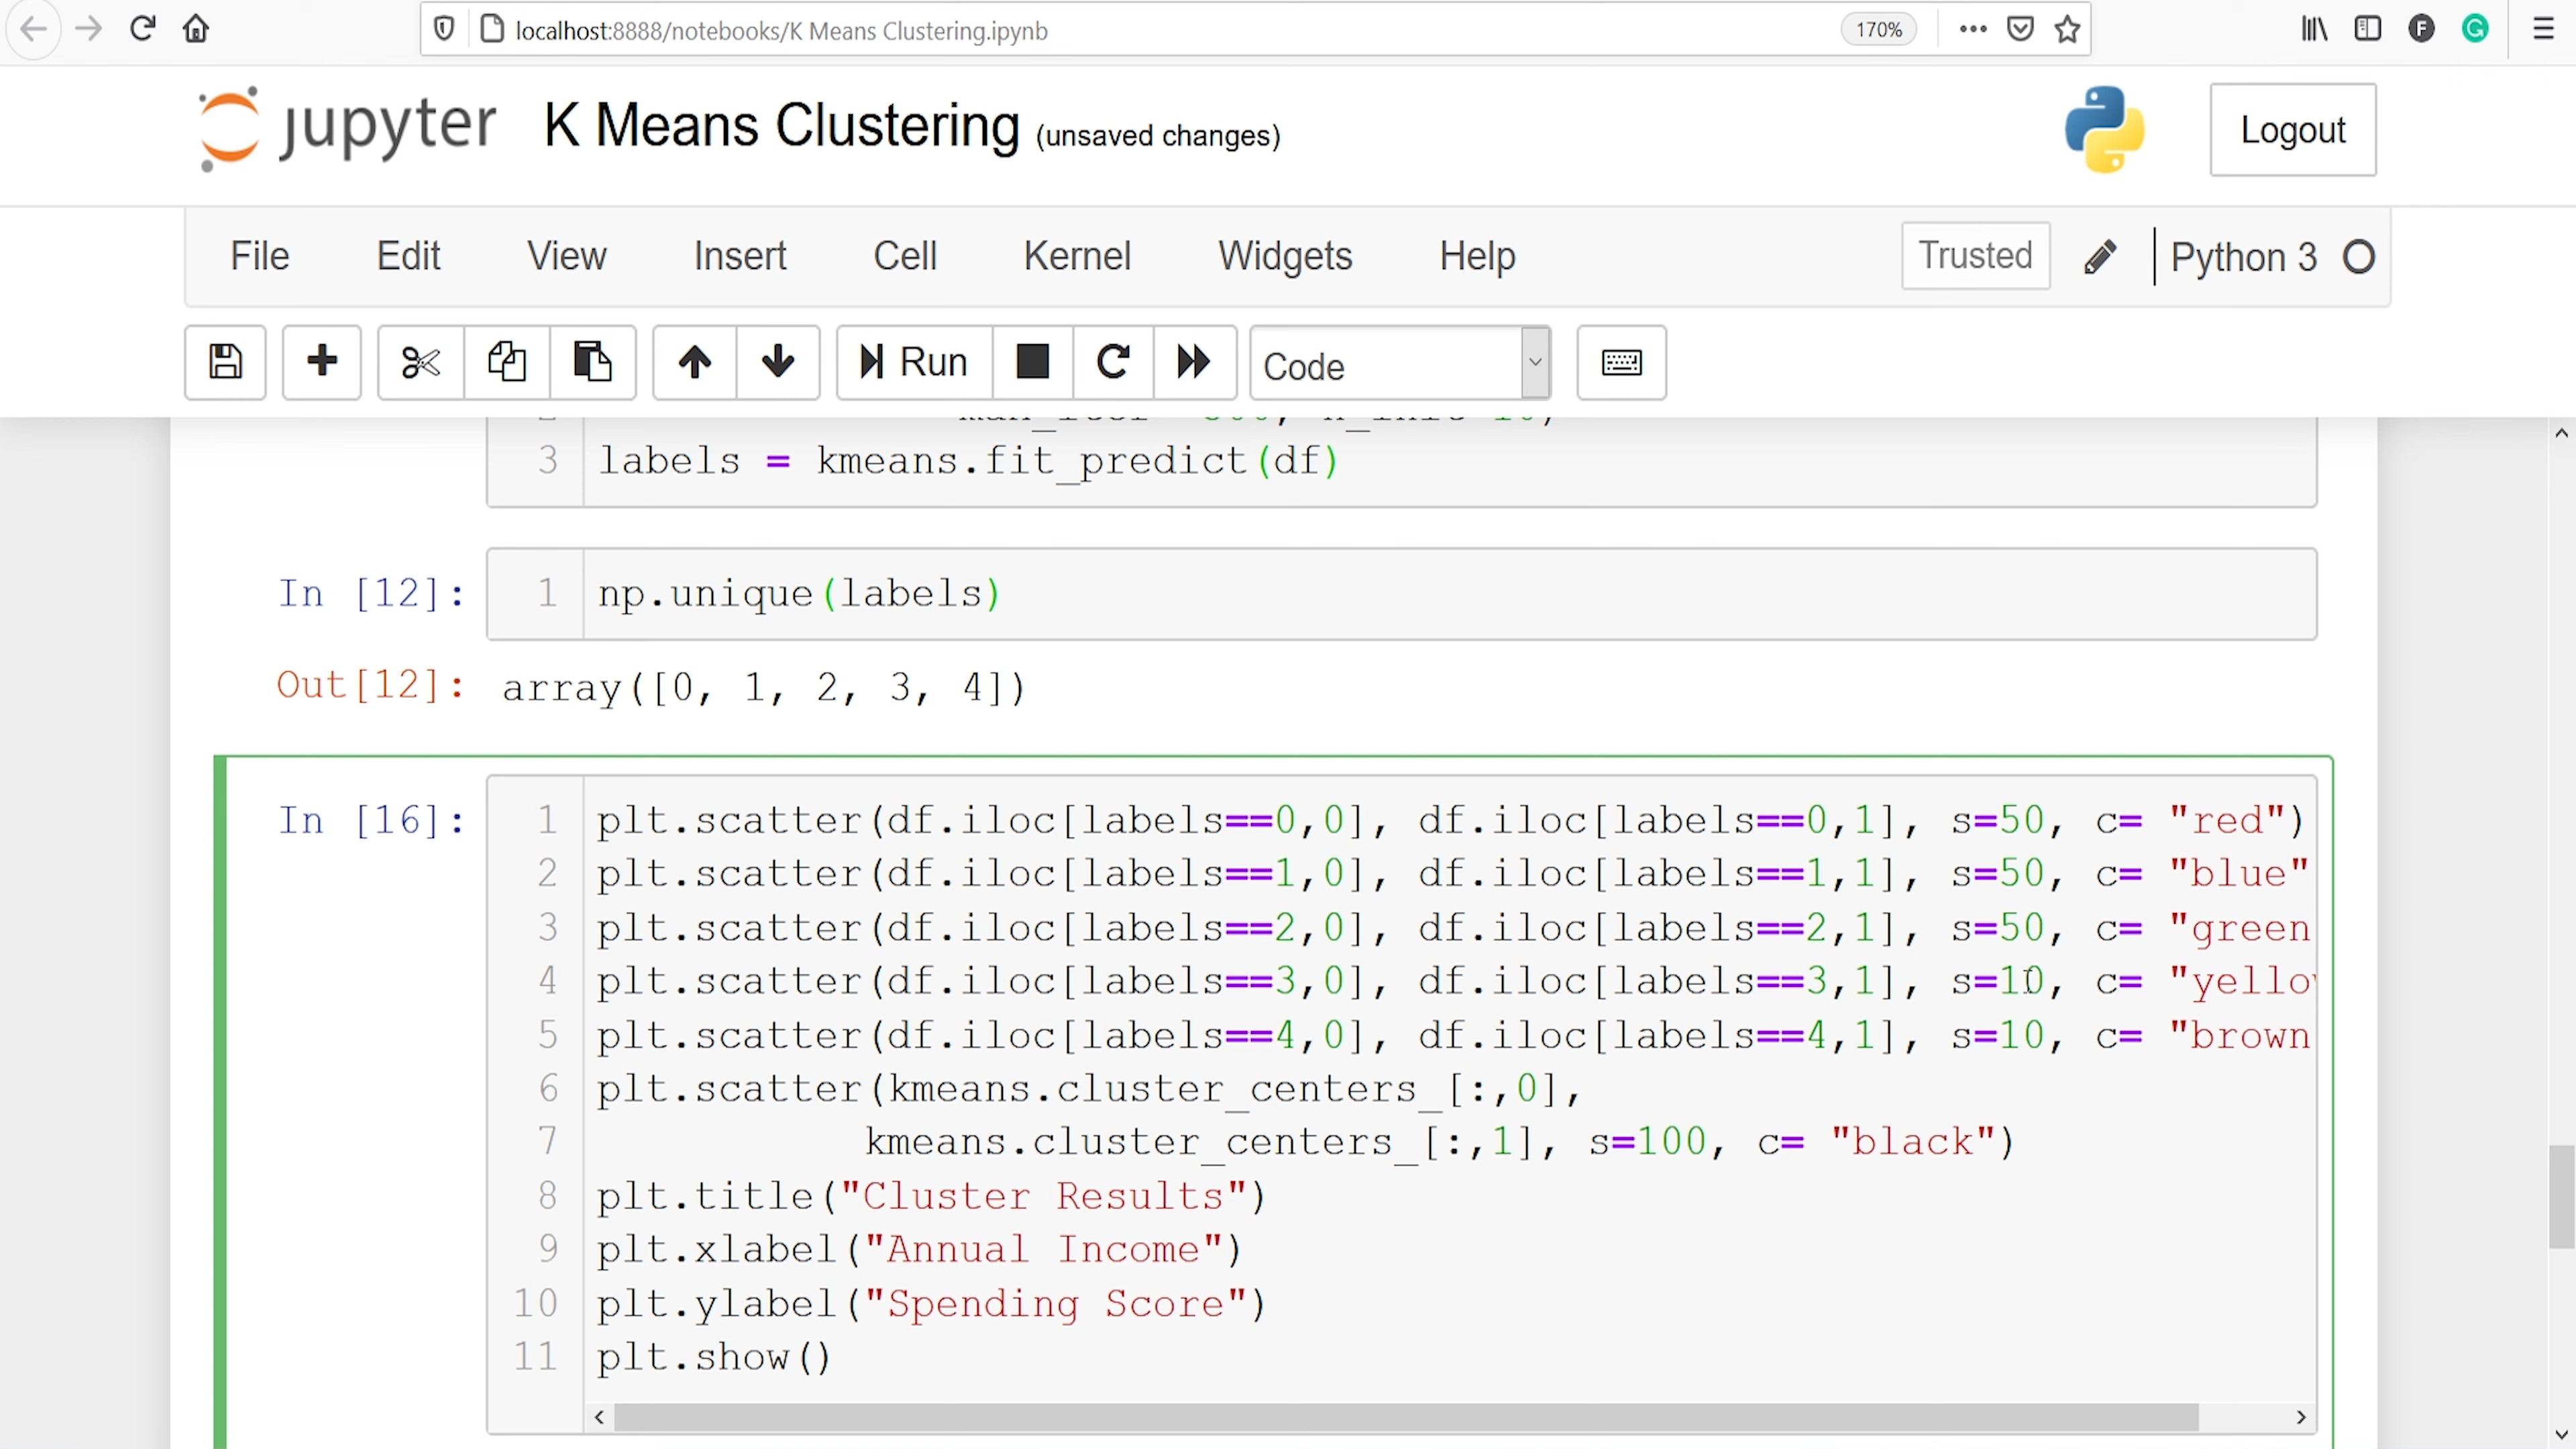 localhost:8888/notebooks/K Means Clustering.ipynb
170%
jupyter K Means Clustering (unsaved changes)
Logout
File Edit View Insert Cell Kernel Widgets Help
Trusted
Python 3
Run
Code
3 labels = kmeans.fit_predict(df)
In [12]: 1 np.unique(labels)
Out[12]: array([0, 1, 2, 3, 4])
In [16]: 1 plt.scatter(df.iloc[labels==0,0], df.iloc[labels==0,1], s=50, c= "red")
2 plt.scatter(df.iloc[labels==1,0], df.iloc[labels==1,1], s=50, c= "blue"
3 plt.scatter(df.iloc[labels==2,0], df.iloc[labels==2,1], s=50, c= "green
4 plt.scatter(df.iloc[labels==3,0], df.iloc[labels==3,1], s=10, c= "yello
5 plt.scatter(df.iloc[labels==4,0], df.iloc[labels==4,1], s=10, c= "brown
6 plt.scatter(kmeans.cluster_centers_[:,0],
7 kmeans.cluster_centers_[:,1], s=100, c= "black")
8 plt.title("Cluster Results")
9 plt.xlabel("Annual Income")
10 plt.ylabel("Spending Score")
11 plt.show()